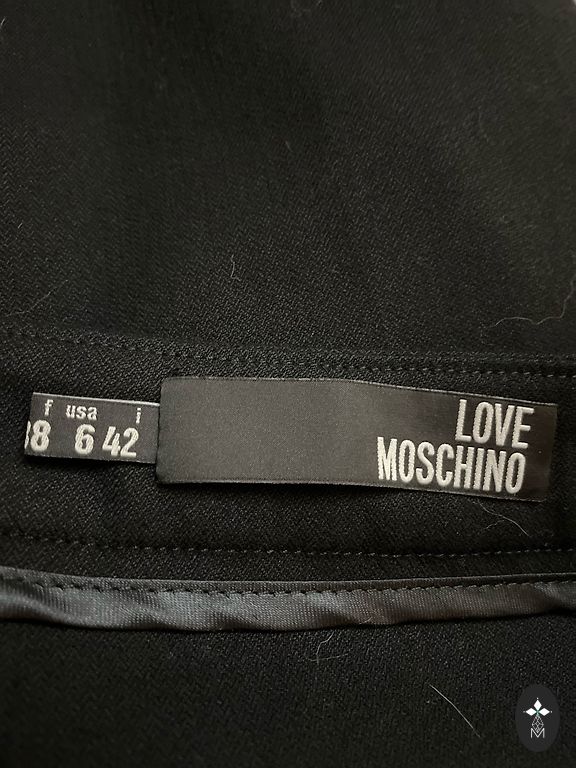 f usa i
38 6 42
LOVE
MOSCHINO
M